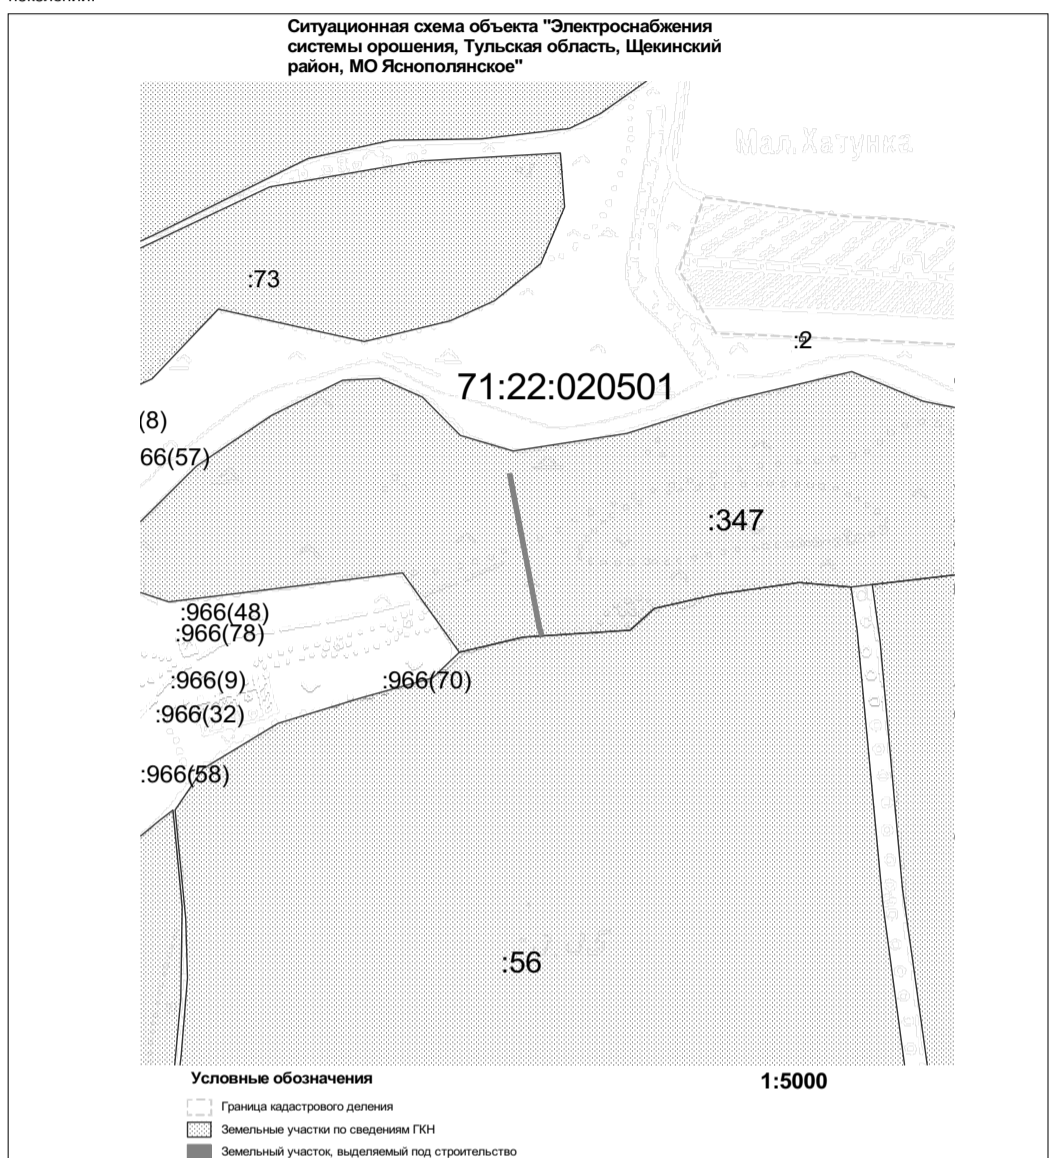 Ситуационная схема объекта "Электроснабжения
системы орошения, Тульская область, Щекинский
район, МО Яснополянское"
Мал. Хатунка
:73
:2
71:22:020501
(8)
66(57)
:347
:966(48)
:966(78)
:966(9)
:966(70)
:966(32)
:966(58)
:56
Условные обозначения
1:5000
Граница кадастрового деления
Земельные участки по сведениям ГКН
Земельный участок, выделяемый под строительство